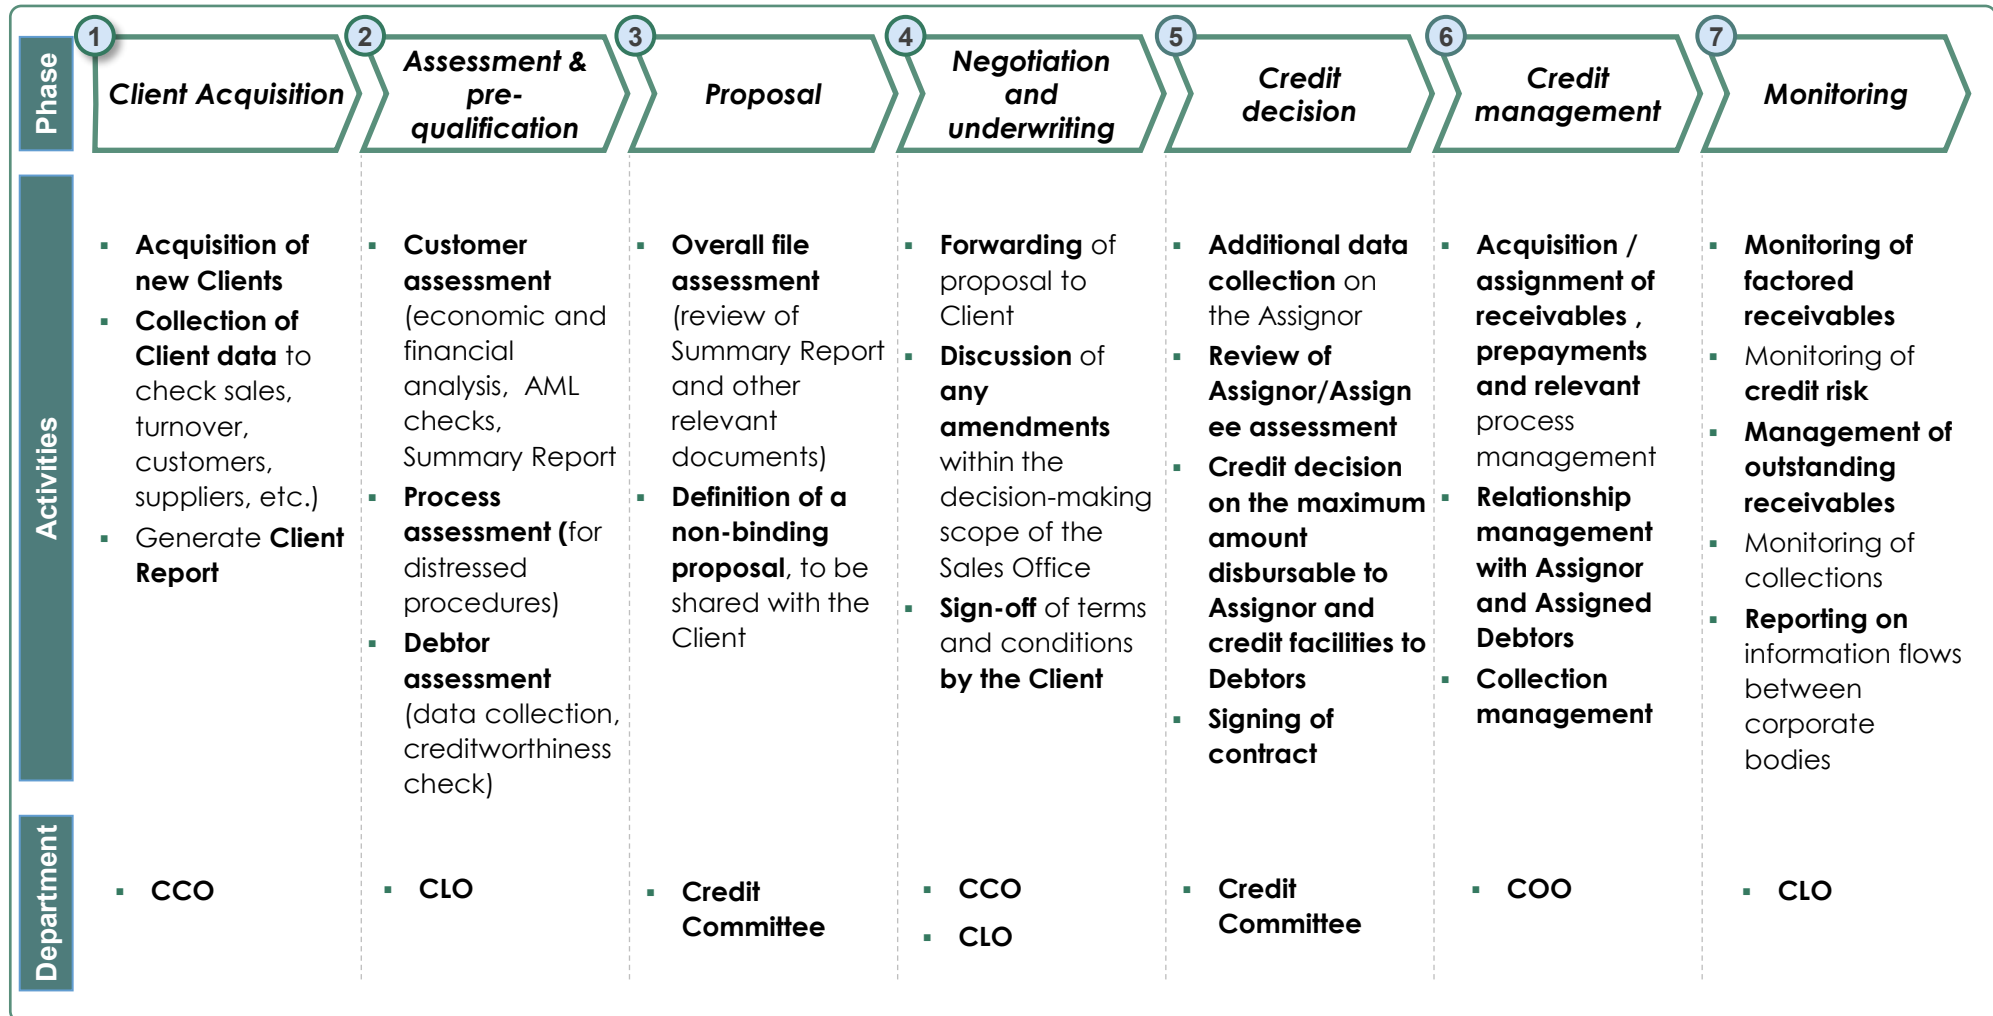 Phase
1
Client Acquisition
2
Assessment &
pre-
qualification
3
Proposal
4
Negotiation
and
underwriting
5
Credit
decision
6
Credit
management
7
Monitoring
Activities
▪ Acquisition of
new Clients
▪ Collection of
Client data to
check sales,
turnover,
customers,
suppliers, etc.)
▪ Generate Client
Report
▪ Customer
assessment
(economic and
financial
analysis, AML
checks,
Summary Report
▪ Process
assessment (for
distressed
procedures)
▪ Debtor
assessment
(data collection,
creditworthiness
check)
▪ Overall file
assessment
(review of
Summary Report
and other
relevant
documents)
▪ Definition of a
non-binding
proposal, to be
shared with the
Client
▪ Forwarding of
proposal to
Client
▪ Discussion of
any
amendments
within the
decision-making
scope of the
Sales Office
▪ Sign-off of terms
and conditions
by the Client
▪ Additional data
collection on
the Assignor
▪ Review of
Assignor/Assign
ee assessment
▪ Credit decision
on the maximum
amount
disbursable to
Assignor and
credit facilities to
Debtors
▪ Signing of
contract
▪ Acquisition /
assignment of
receivables ,
prepayments
and relevant
process
management
▪ Relationship
management
with Assignor
and Assigned
Debtors
▪ Collection
management
▪ Monitoring of
factored
receivables
▪ Monitoring of
credit risk
▪ Management of
outstanding
receivables
▪ Monitoring of
collections
▪ Reporting on
information flows
between
corporate
bodies
Department
▪ CCO
▪ CLO
▪ Credit
Committee
▪ CCO
▪ CLO
▪ Credit
Committee
▪ COO
▪ CLO